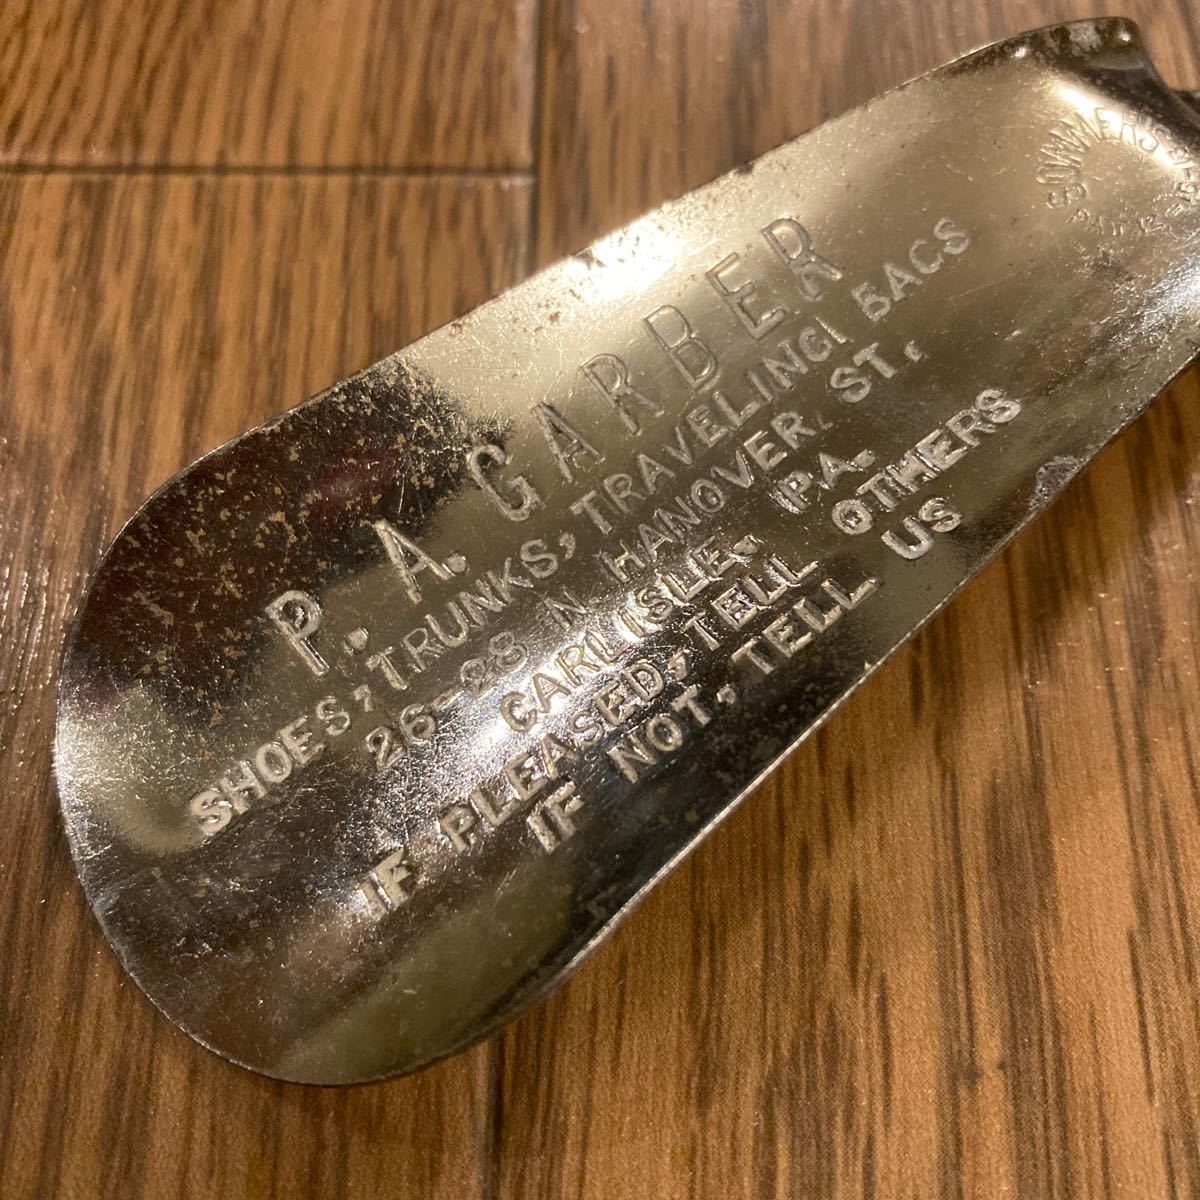 P. A. GARBER
SHOES, TRUNKS, TRAVELING BAGS
26-28 N HANOVER ST.
CARLISLE. PA.
IF PLEASED, TELL OTHERS
IF NOT, TELL US